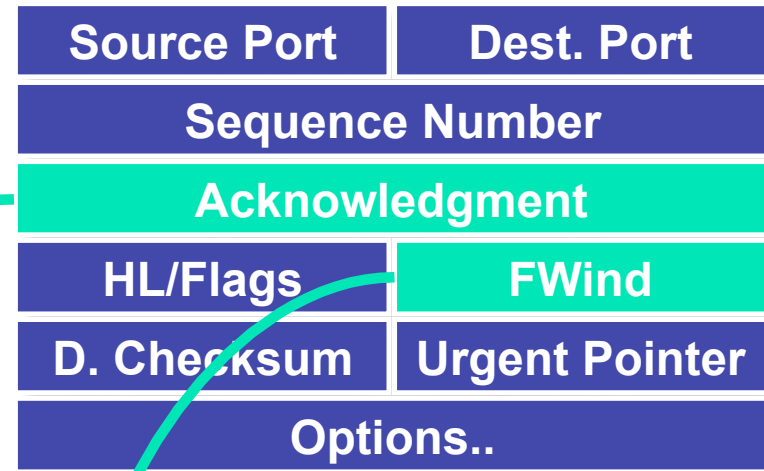 Source Port Dest. Port
Sequence Number
Acknowledgment
HL/Flags FWind
D. Checksum Urgent Pointer
Options..